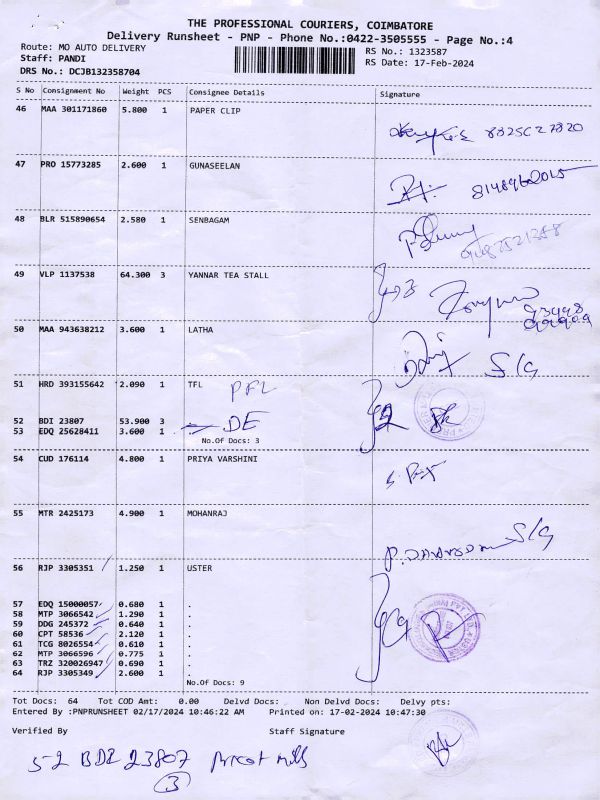 THE PROFESSIONAL COURIERS, COIMBATORE
Delivery Runsheet - PNP - Phone No.:0422-3505555 - Page No.:4
Route: MO AUTO DELIVERY RS No.: 1323587
Staff: PANDI RS Date: 17-Feb-2024
DRS No.: DCJB132358704
S No Consignment No Weight PCS Consignee Details Signature
46 MAA 301171860 5.800 1 PAPER CLIP
47 PRO 15773285 2.600 1 GUNASEELAN
48 BLR 515890654 2.580 1 SENBAGAM
49 VLP 1137538 64.300 3 YANNAR TEA STALL
50 MAA 943638212 3.600 1 LATHA
S/G
51 HRD 393155642 2.090 1 TFL PFL
52 BDI 23807 53.900 3 DE
53 EDQ 25628411 3.600 1 .
No.Of Docs: 3
54 CUD 176114 4.800 1 PRIYA VARSHINI
55 MTR 2425173 4.900 1 MOHANRAJ
S/G
56 RJP 3305351 1.250 1 USTER
57 EDQ 15000057 0.680 1 .
58 MTP 3066542 1.290 1 .
59 DDG 245372 0.640 1 .
60 CPT 58536 2.120 1 .
61 TCG 8026554 0.610 1 .
62 MTP 3066596 0.775 1 .
63 TRZ 320026947 0.690 1 .
64 RJP 3305349 2.600 1 .
No.Of Docs: 9
Tot Docs: 64 Tot COD Amt: 0.00 Delvd Docs: Non Delvd Docs: Delvy pts:
Entered By :PNPRUNSHEET 02/17/2024 10:46:22 AM Printed on: 17-02-2024 10:47:30
Verified By Staff Signature
52 BDI 23807 Pricot Mills
3